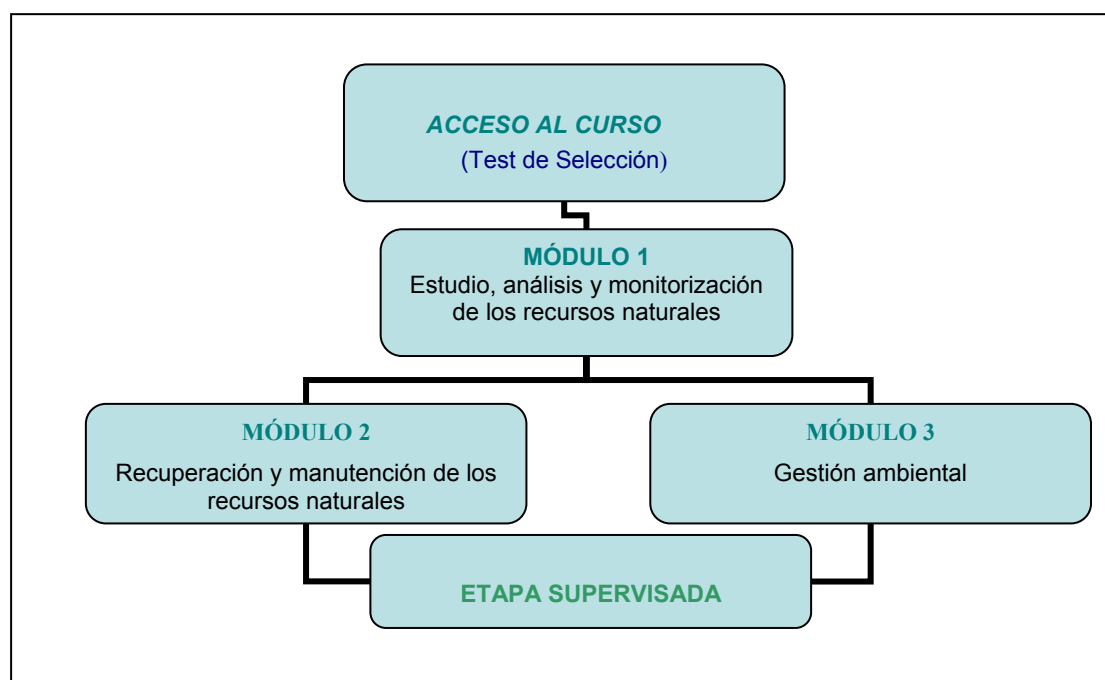 ACCESO AL CURSO
(Test de Selección)
MÓDULO 1
Estudio, análisis y monitorización
de los recursos naturales
MÓDULO 2
Recuperación y manutención de los
recursos naturales
MÓDULO 3
Gestión ambiental
ETAPA SUPERVISADA